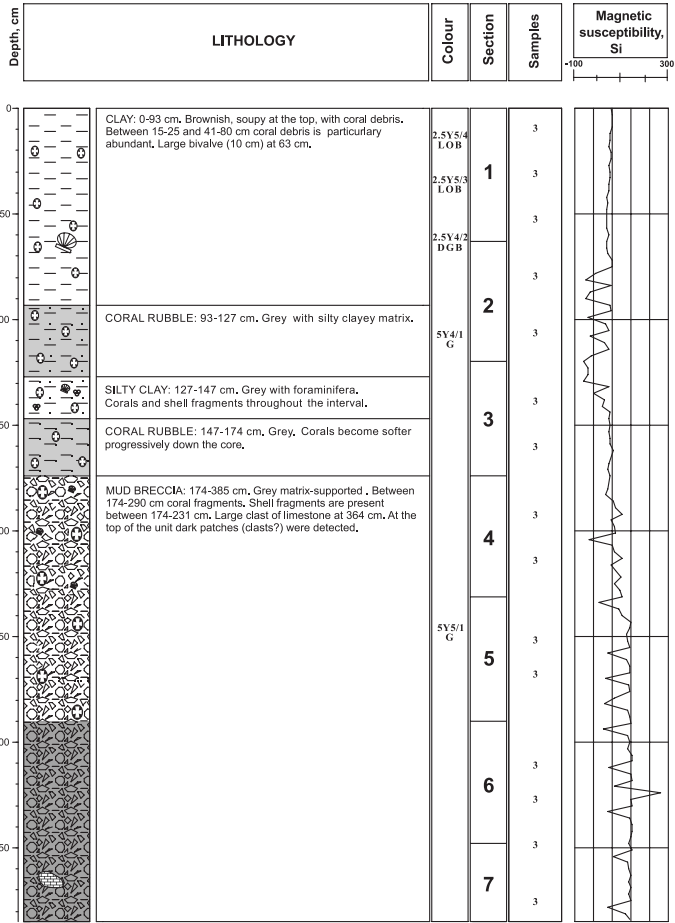 Depth, cm
LITHOLOGY
Colour
Section
Samples
Magnetic
susceptibility,
Si
-100 300
0
CLAY: 0-93 cm. Brownish, soupy at the top, with coral debris.
Between 15-25 and 41-80 cm coral debris is particurlary
abundant. Large bivalve (10 cm) at 63 cm.
2.5Y5/4
LOB
2.5Y5/3
LOB
2.5Y4/2
DGB
1
3
3
3
50
2
3
3
00
CORAL RUBBLE: 93-127 cm. Grey with silty clayey matrix.
5Y4/1
G
SILTY CLAY: 127-147 cm. Grey with foraminifera.
Corals and shell fragments throughout the interval.
3
3
3
50
CORAL RUBBLE: 147-174 cm. Grey. Corals become softer
progressively down the core.
MUD BRECCIA: 174-385 cm. Grey matrix-supported . Between
174-290 cm coral fragments. Shell fragments are present
between 174-231 cm. Large clast of limestone at 364 cm. At the
top of the unit dark patches (clasts?) were detected.
4
3
3
00
5Y5/1
G
5
3
3
50
00
6
3
3
50
3
7
3